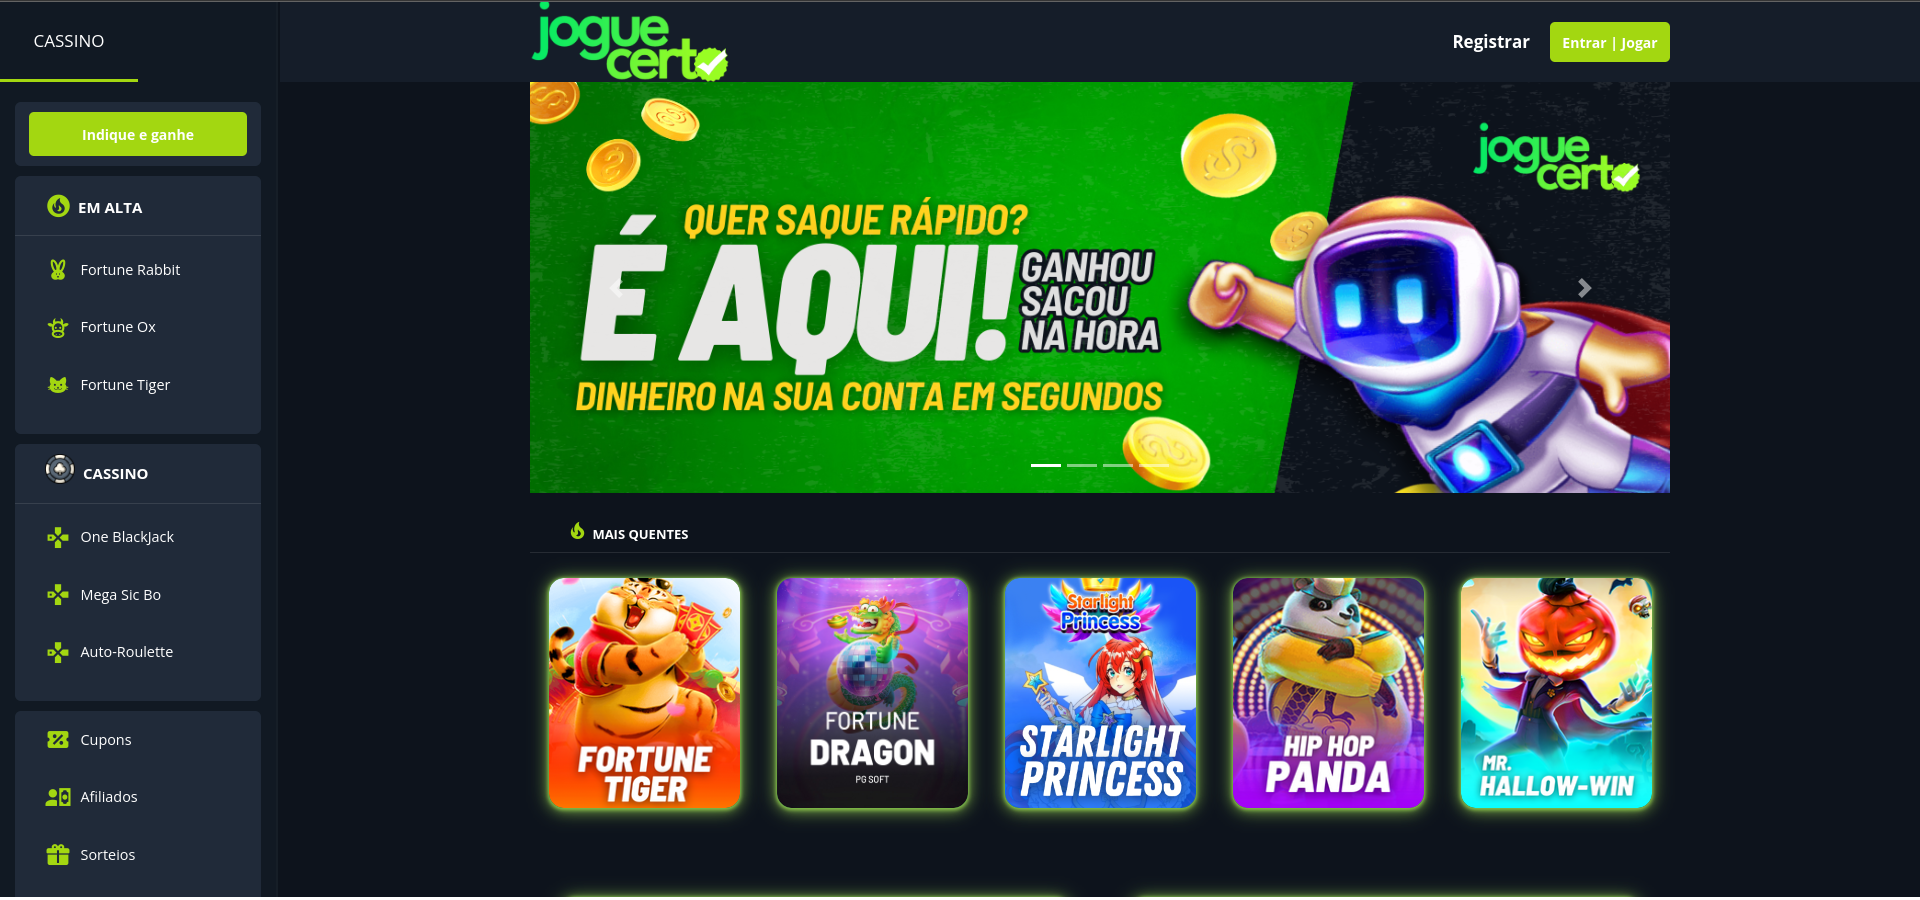 CASSINO
jogue
certo
Registrar
Entrar | Jogar
Indique e ganhe
EM ALTA
Fortune Rabbit
Fortune Ox
Fortune Tiger
CASSINO
One BlackJack
Mega Sic Bo
Auto-Roulette
Cupons
Afiliados
Sorteios
jogue
certo
QUER SAQUE RÁPIDO?
É AQUI!
GANHOU
SACOU
NA HORA
DINHEIRO NA SUA CONTA EM SEGUNDOS
MAIS QUENTES
FORTUNE
TIGER
FORTUNE
DRAGON
PG SOFT
Starlight
Princess
STARLIGHT
PRINCESS
HIP HOP
PANDA
MR.
HALLOW-WIN